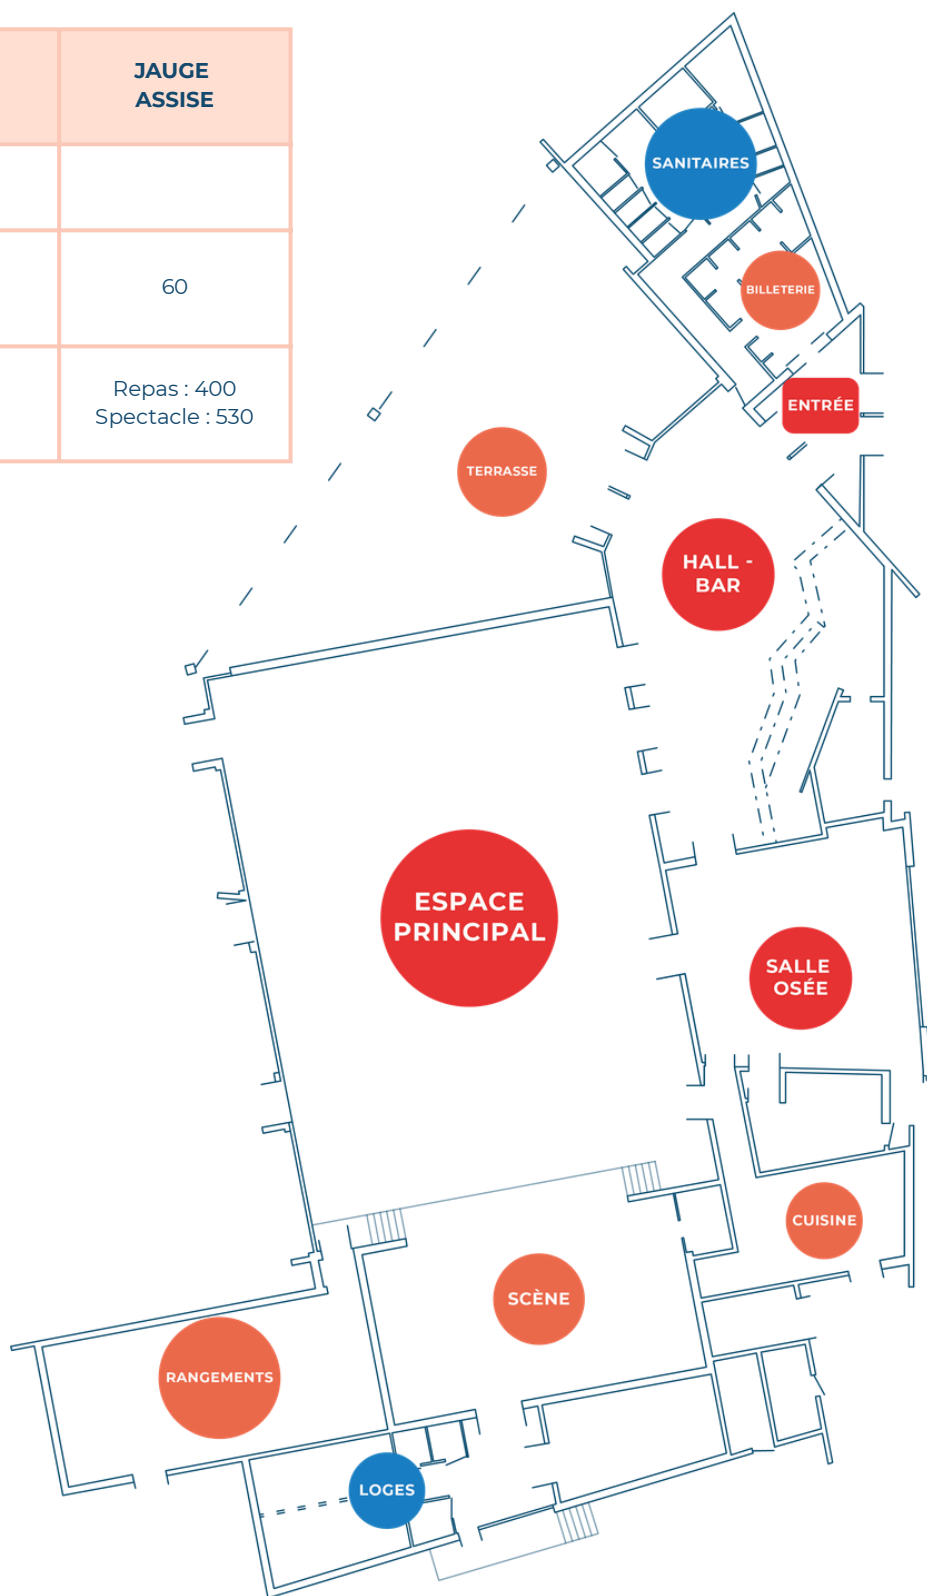 JAUGE
ASSISE
60
Repas : 400
Spectacle : 530
SANITAIRES
BILLETERIE
ENTRÉE
TERRASSE
HALL -
BAR
ESPACE
PRINCIPAL
SALLE
OSÉE
CUISINE
SCÈNE
RANGEMENTS
LOGES